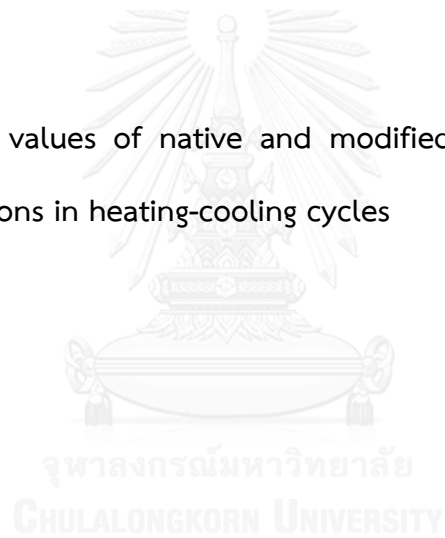 values of native and modified
ons in heating-cooling cycles
จุฬาลงกรณ์มหาวิทยาลัย
CHULALONGKORN UNIVERSITY